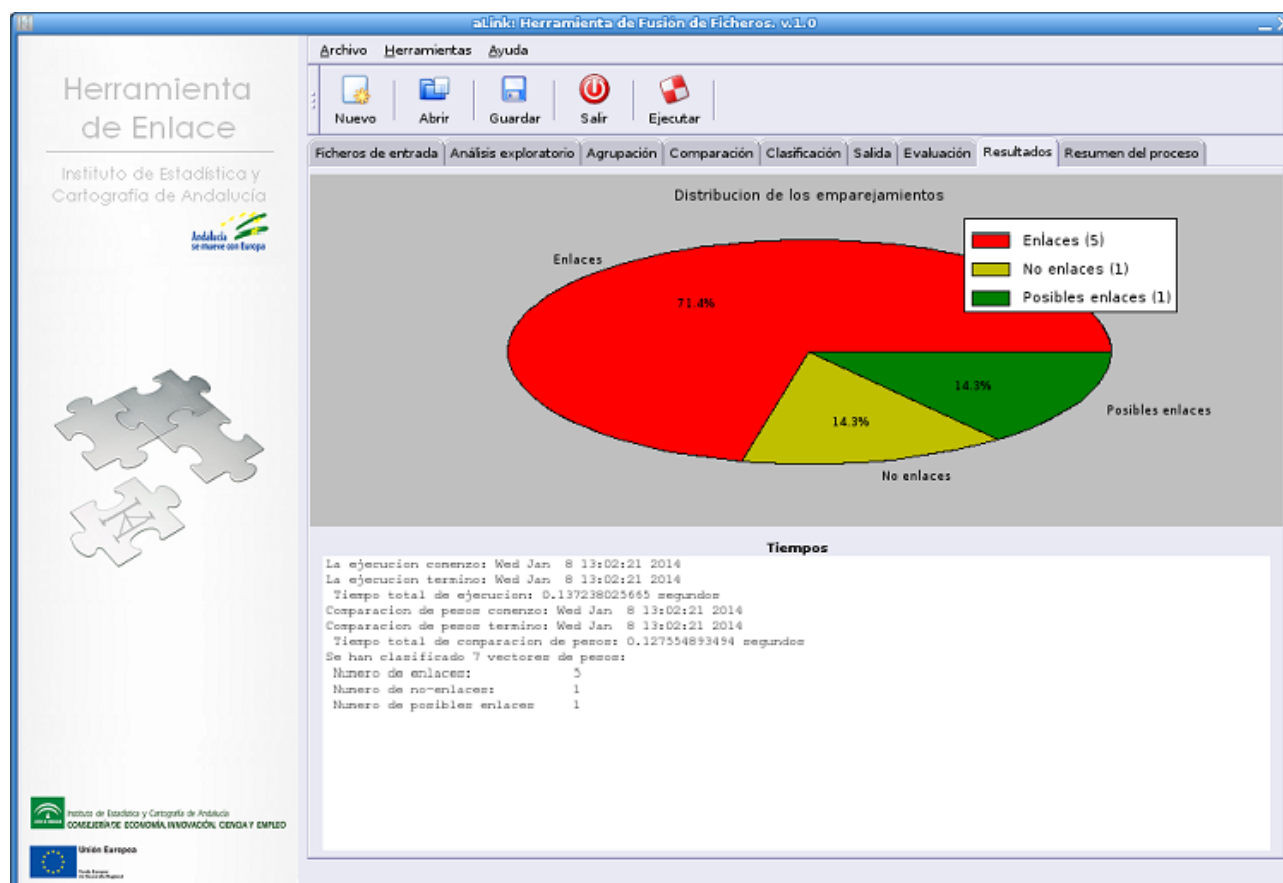 aLink: Herramienta de Fusión de Ficheros. v.1.0
Herramienta
de Enlace
Instituto de Estadística y
Cartografía de Andalucía
Andalucía
se mueve con Europa
Archivo Herramientas Ayuda
Nuevo Abrir Guardar Salir Ejecutar
Ficheros de entrada Análisis exploratorio Agrupación Comparación Clasificación Salida Evaluación Resultados Resumen del proceso
Distribucion de los emparejamientos
Enlaces (5)
No enlaces (1)
Posibles enlaces (1)
Enlaces
71.4%
14.3%
Posibles enlaces
14.3%
No enlaces
Tiempos
La ejecucion comenzo: Wed Jan 8 13:02:21 2014
La ejecucion termino: Wed Jan 8 13:02:21 2014
Tiempo total de ejecucion: 0.137238025665 segundos
Comparacion de pesos comenzo: Wed Jan 8 13:02:21 2014
Comparacion de pesos termino: Wed Jan 8 13:02:21 2014
Tiempo total de comparacion de pesos: 0.127554893494 segundos
Se han clasificado 7 vectores de pesos:
Numero de enlaces: 5
Numero de no-enlaces: 1
Numero de posibles enlaces 1
Instituto de Estadística y Cartografía de Andalucía
CONSEJERÍA DE ECONOMÍA, INNOVACIÓN, CIENCIA Y EMPLEO
Unión Europea